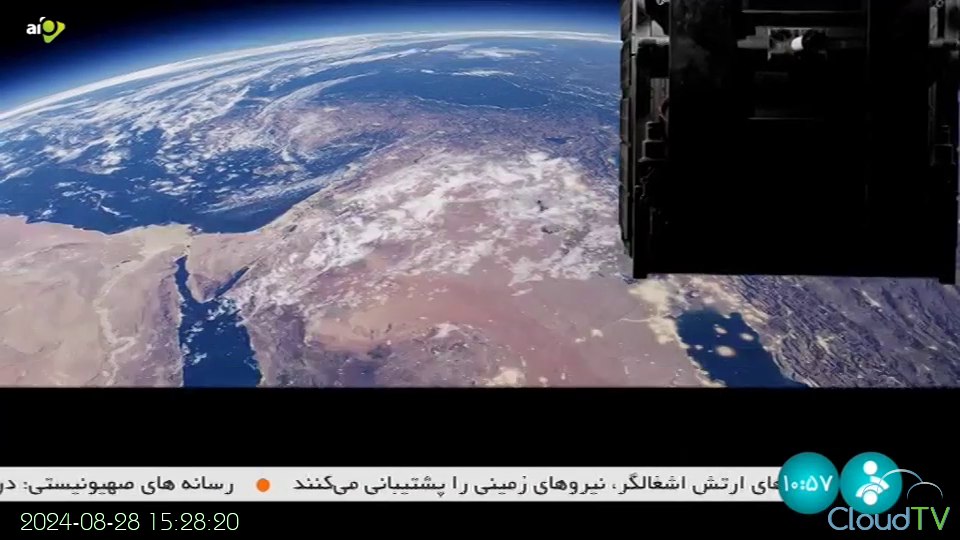 aio
های ارتش اشغالگر، نیروهای زمینی را پشتیبانی می‌کنند ● رسانه های صهیونیستی: در
۱۰:۵۷
2024-08-28 15:28:20
CloudTV